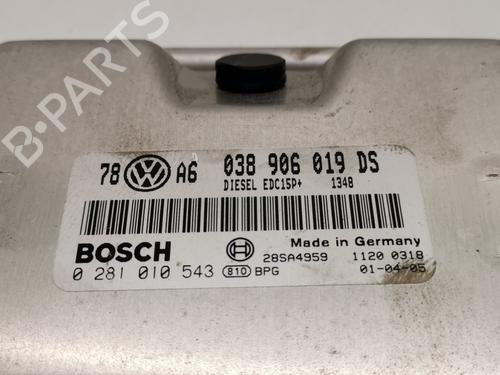 78 VW A6 038 906 019 DS
DIESEL EDC15P+ 1348
BOSCH Made in Germany
28SA4959 1120 0318
0 281 010 543 810 BPG 01-04-05
B-PARTS